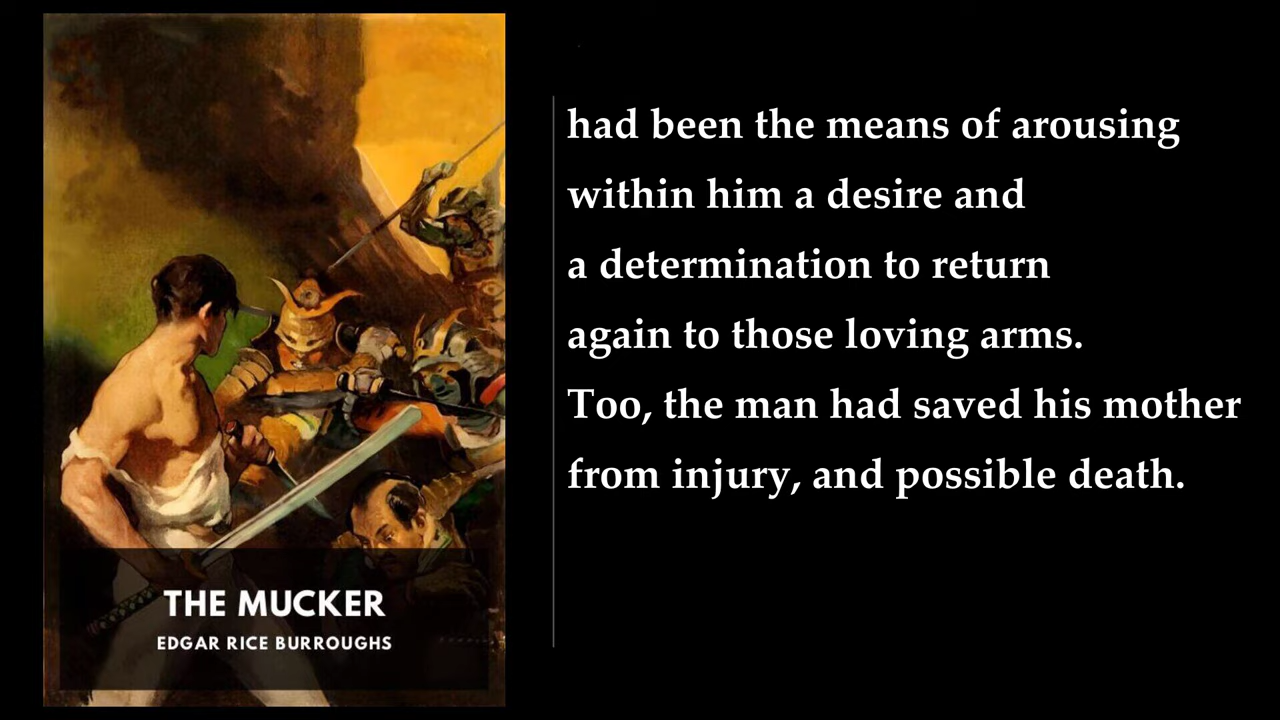 THE MUCKER
EDGAR RICE BURROUGHS
had been the means of arousing
within him a desire and
a determination to return
again to those loving arms.
Too, the man had saved his mother
from injury, and possible death.